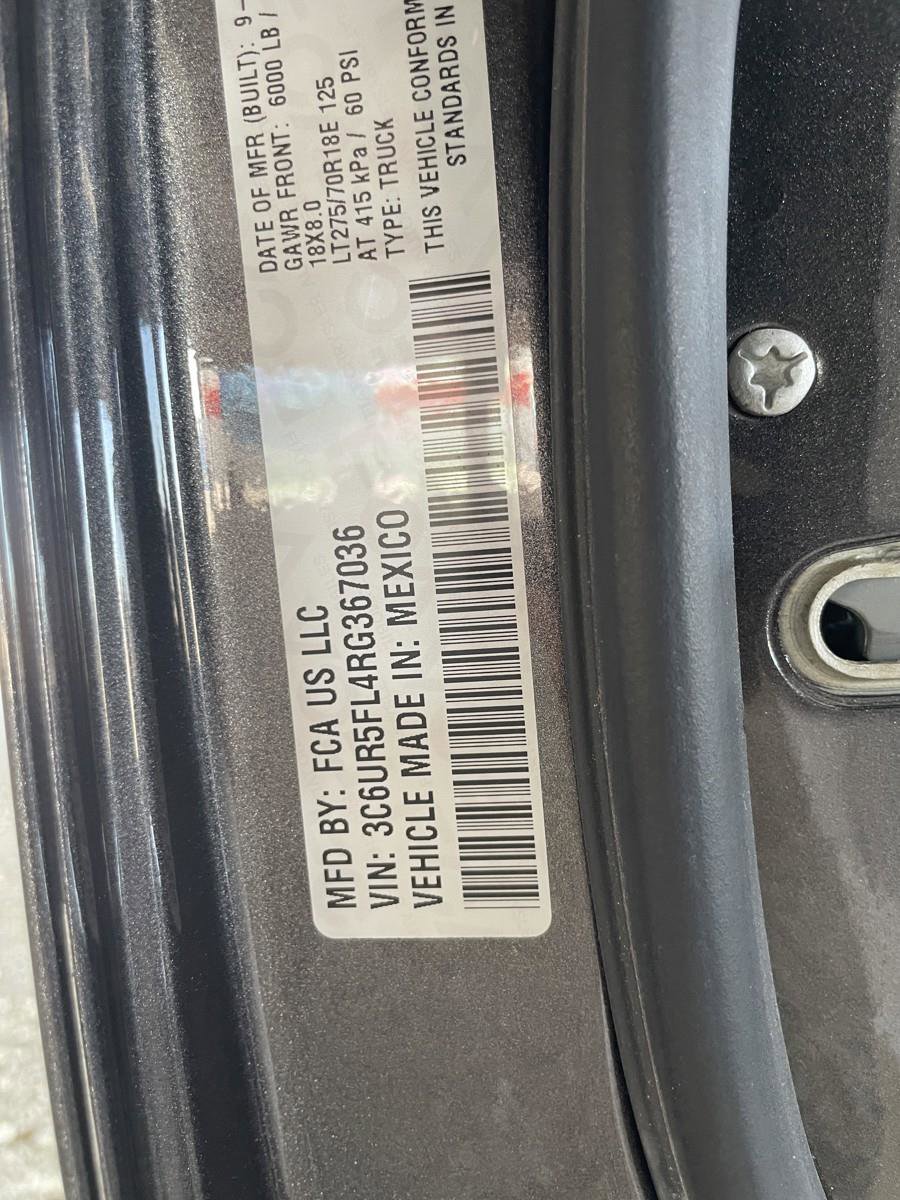 MFD BY: FCA US LLC
VIN: 3C6UR5FL4RG367036
VEHICLE MADE IN: MEXICO
DATE OF MFR (BUILT): 9-
GAWR FRONT: 6000 LB /
18X8.0
LT275/70R18E 125
AT 415 kPa / 60 PSI
TYPE: TRUCK
THIS VEHICLE CONFORM
STANDARDS IN